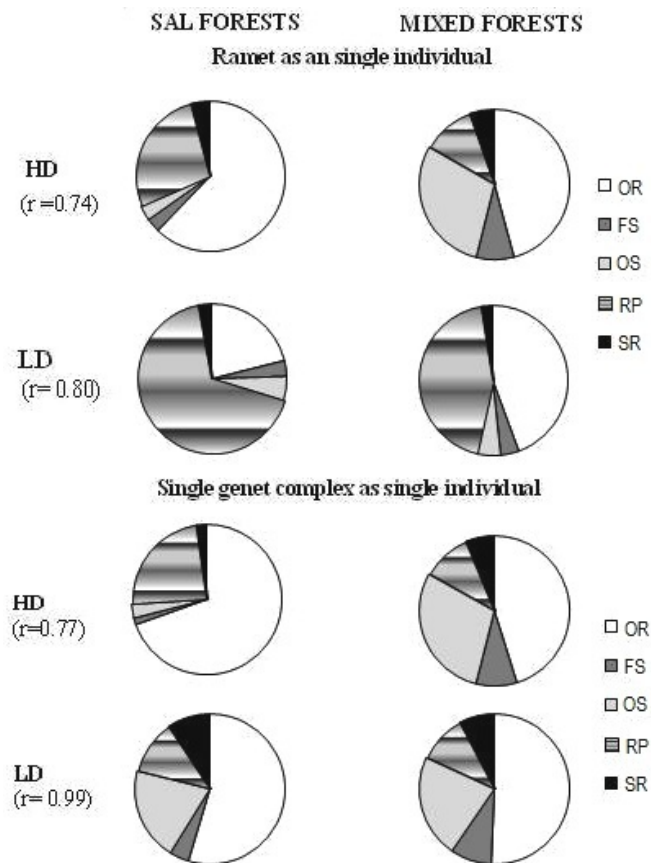 SAL FORESTS MIXED FORESTS
Ramet as an single individual
HD
(r =0.74)
OR
FS
OS
RP
SR
LD
(r= 0.80)
Single genet complex as single individual
HD
(r=0.77)
OR
FS
OS
RP
SR
LD
(r= 0.99)